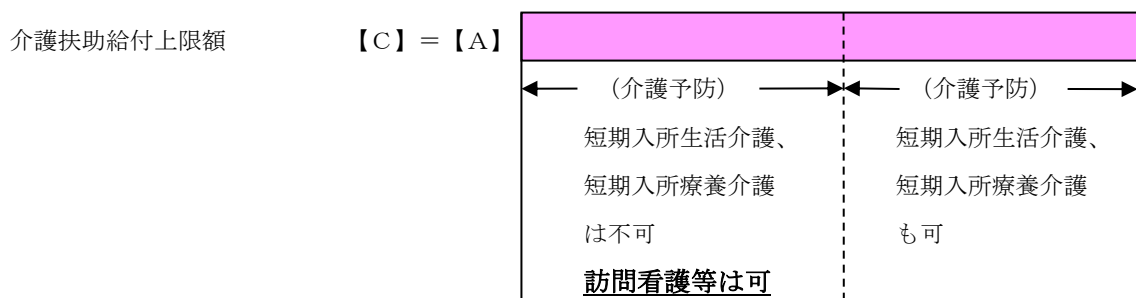 介護扶助給付上限額 【C】＝【A】
（介護予防） （介護予防）
短期入所生活介護、 短期入所生活介護、
短期入所療養介護 短期入所療養介護
は不可 も可
訪問看護等は可